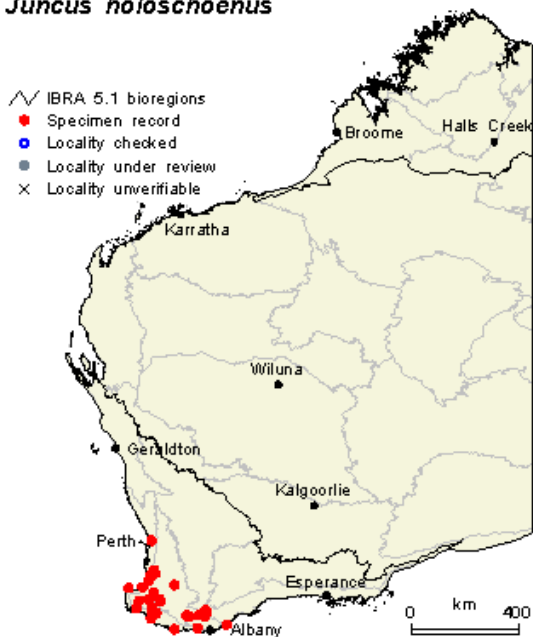 Juncus holoschoenus
IBRA 5.1 bioregions
Specimen record
Locality checked
Locality under review
Locality unverifiable
Broome
Halls Creek
Karratha
Wiluna
Geraldton
Kalgoorlie
Perth
Esperance
Albany
km
0 400